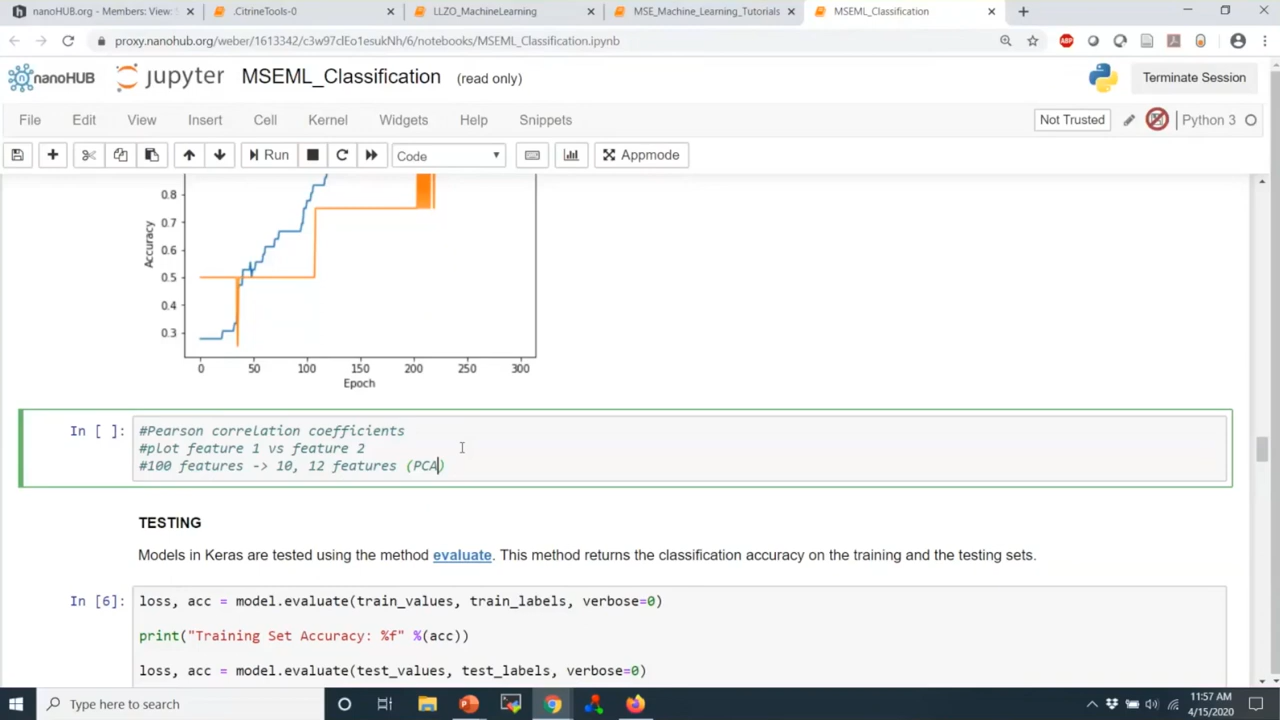 nanoHUB.org - Members: View: S
.CitrineTools-0
LLZO_MachineLearning
MSE_Machine_Learning_Tutorials
MSEML_Classification
proxy.nanohub.org/weber/1613342/c3w97clEo1esukNh/6/notebooks/MSEML_Classification.ipynb
nanoHUB
jupyter
MSEML_Classification (read only)
Terminate Session
File Edit View Insert Cell Kernel Widgets Help Snippets
Not Trusted
Python 3
Run
Code
Appmode
0.8
0.7
0.6
0.5
0.4
0.3
Accuracy
0 50 100 150 200 250 300
Epoch
In [ ]:
#Pearson correlation coefficients
#plot feature 1 vs feature 2
#100 features -> 10, 12 features (PCA)
TESTING
Models in Keras are tested using the method evaluate. This method returns the classification accuracy on the training and the testing sets.
In [6]:
loss, acc = model.evaluate(train_values, train_labels, verbose=0)
print("Training Set Accuracy: %f" %(acc))
loss, acc = model.evaluate(test_values, test_labels, verbose=0)
Type here to search
11:57 AM
4/15/2020